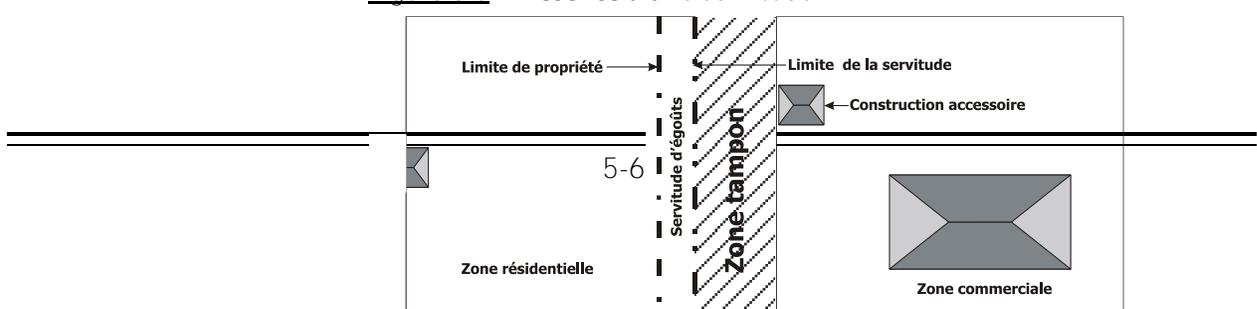 Limite de propriété
Limite de la servitude
Construction accessoire
Servitude d'égoûts
Zone tampon
5-6
Zone résidentielle
Zone commerciale